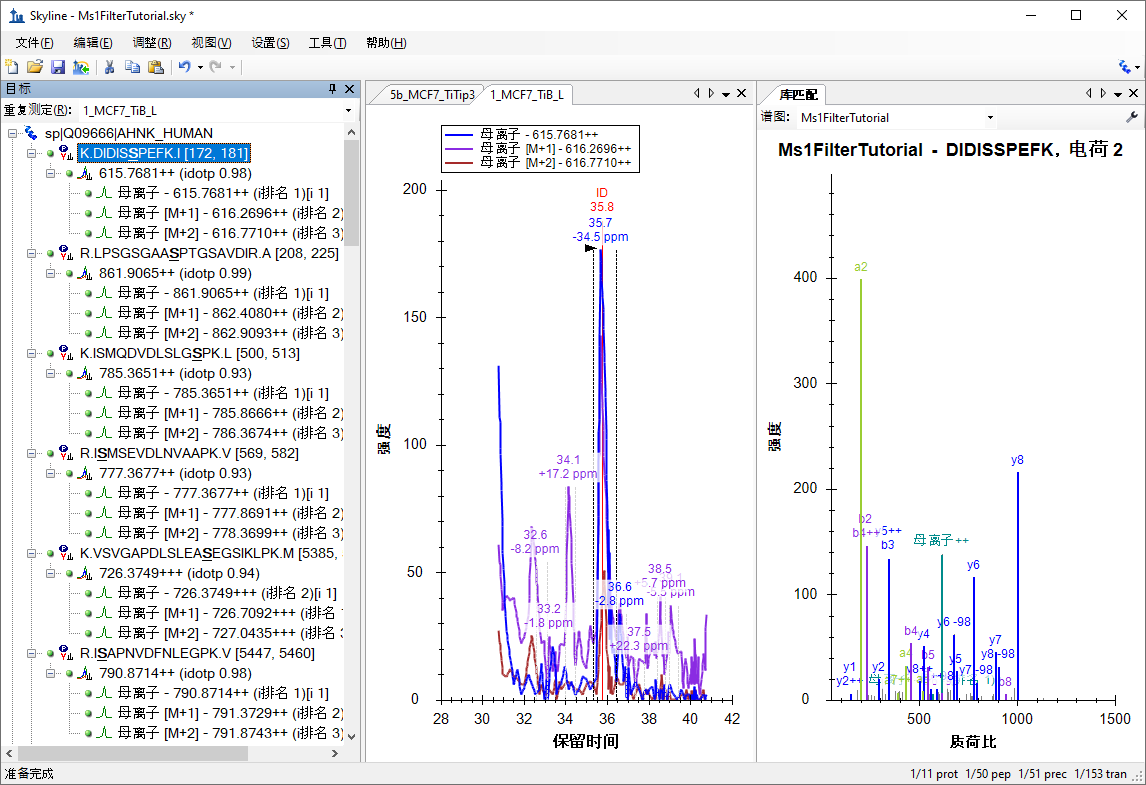 Skyline - Ms1FilterTutorial.sky *
文件(F) 编辑(E) 调整(R) 视图(V) 设置(S) 工具(T) 帮助(H)
目标
重复测定(R): 1_MCF7_TiB_L
sp|Q09666|AHNK_HUMAN
K.DIDISSPEFK.I [172, 181]
615.7681++ (idotp 0.98)
母离子 - 615.7681++ (i排名 1)[i 1]
母离子 [M+1] - 616.2696++ (i排名 2)
母离子 [M+2] - 616.7710++ (i排名 3)
R.LPSGSGAASPTGSAVDIR.A [208, 225]
861.9065++ (idotp 0.99)
母离子 - 861.9065++ (i排名 1)[i 1]
母离子 [M+1] - 862.4080++ (i排名 2)
母离子 [M+2] - 862.9093++ (i排名 3)
K.ISMQDVDLSLGSPK.L [500, 513]
785.3651++ (idotp 0.93)
母离子 - 785.3651++ (i排名 1)[i 1]
母离子 [M+1] - 785.8666++ (i排名 2)
母离子 [M+2] - 786.3674++ (i排名 3)
R.ISMSEVDLNVAAPK.V [569, 582]
777.3677++ (idotp 0.93)
母离子 - 777.3677++ (i排名 1)[i 1]
母离子 [M+1] - 777.8691++ (i排名 2)
母离子 [M+2] - 778.3699++ (i排名 3)
K.VSVGAPDLSLEASEGSIKLPK.M [5385,
726.3749+++ (idotp 0.94)
母离子 - 726.3749+++ (i排名 2)[i 1]
母离子 [M+1] - 726.7092+++ (i排名
母离子 [M+2] - 727.0435+++ (i排名
R.ISAPNVDFNLEGPK.V [5447, 5460]
790.8714++ (idotp 0.98)
母离子 - 790.8714++ (i排名 1)[i 1]
母离子 [M+1] - 791.3729++ (i排名 2)
母离子 [M+2] - 791.8743++ (i排名 3)
5b_MCF7_TiTip3 1_MCF7_TiB_L
母离子 - 615.7681++
母离子 [M+1] - 616.2696++
母离子 [M+2] - 616.7710++
强度
200
150
100
50
0
ID
35.8
35.7
-34.5 ppm
34.1
+17.2 ppm
32.6
-8.2 ppm
33.2
-1.8 ppm
36.6
-2.8 ppm
38.5
+5.7 ppm
37.5
+22.3 ppm
28 30 32 34 36 38 40 42
保留时间
库匹配
谱图: Ms1FilterTutorial
Ms1FilterTutorial - DIDISSPEFK, 电荷 2
强度
400
300
200
100
0
a2
y8
b2
b4++
b3
母离子++
y6
y6 -98
b4
y4
a4
b5
y5
y7
y8 -98
y7 -98
y1
y2++
y2
b8
500 1000 1500
质荷比
准备完成
1/11 prot 1/50 pep 1/51 prec 1/153 tran